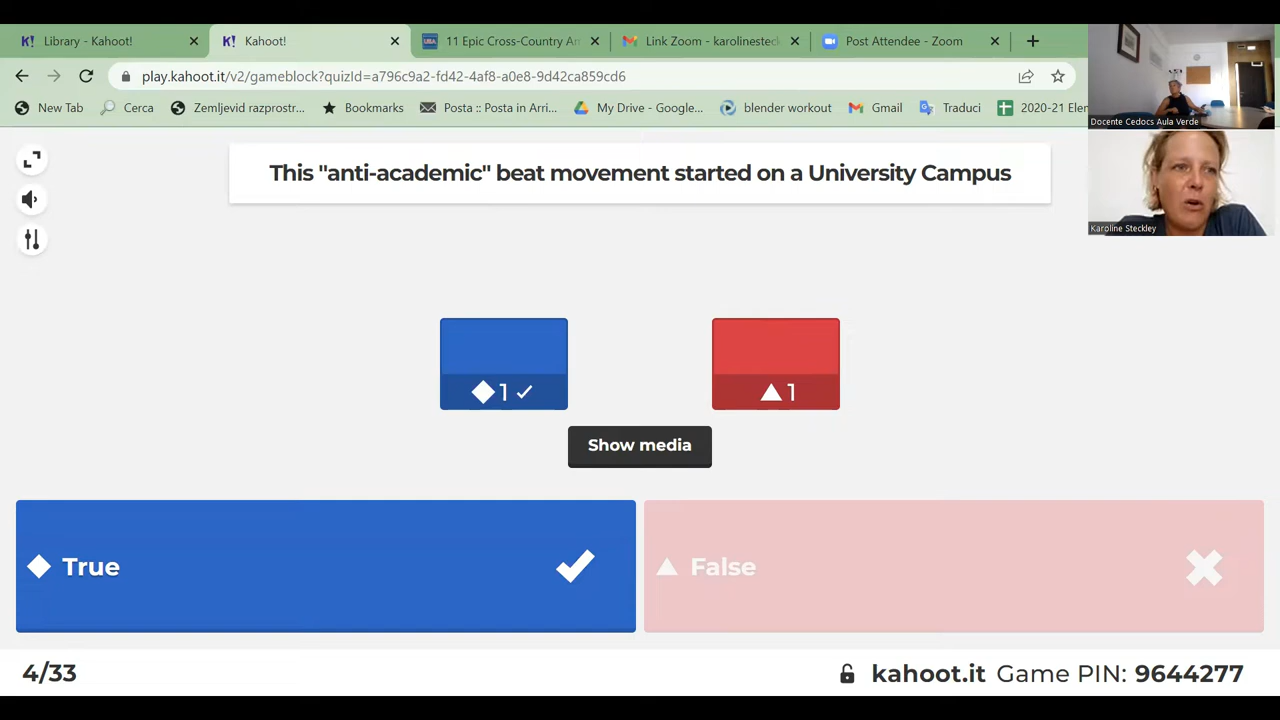 Library - Kahoot!
Kahoot!
11 Epic Cross-Country Am
Link Zoom - karolinesteck
Post Attendee - Zoom
play.kahoot.it/v2/gameblock?quizId=a796c9a2-fd42-4af8-a0e8-9d42ca859cd6
New Tab
Cerca
Zemljevid razprostr...
Bookmarks
Posta :: Posta in Arri...
My Drive - Google...
blender workout
Gmail
Traduci
2020-21 Elen
Docente Cedocs Aula Verde
Karoline Steckley
This "anti-academic" beat movement started on a University Campus
1
1
Show media
True
False
4/33
kahoot.it Game PIN: 9644277